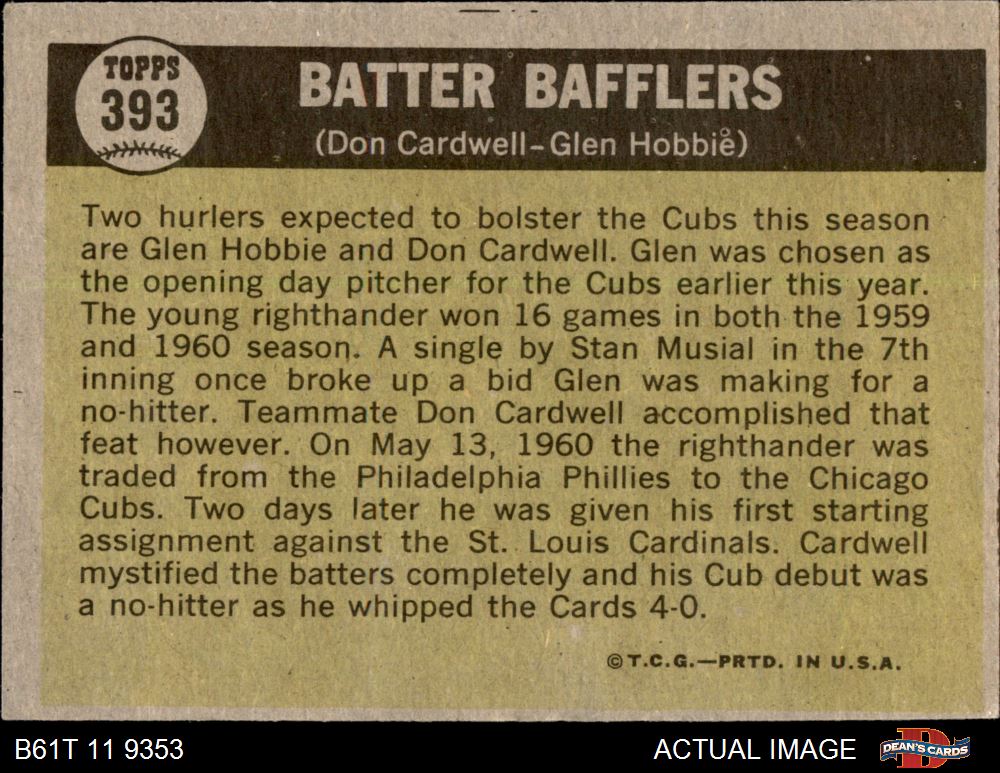 TOPPS
393
BATTER BAFFLERS
(Don Cardwell-Glen Hobbie)
Two hurlers expected to bolster the Cubs this season
are Glen Hobbie and Don Cardwell. Glen was chosen as
the opening day pitcher for the Cubs earlier this year.
The young righthander won 16 games in both the 1959
and 1960 season. A single by Stan Musial in the 7th
inning once broke up a bid Glen was making for a
no-hitter. Teammate Don Cardwell accomplished that
feat however. On May 13, 1960 the righthander was
traded from the Philadelphia Phillies to the Chicago
Cubs. Two days later he was given his first starting
assignment against the St. Louis Cardinals. Cardwell
mystified the batters completely and his Cub debut was
a no-hitter as he whipped the Cards 4-0.
©T.C.G.—PRTD. IN U.S.A.
B61T 11 9353
ACTUAL IMAGE
D
DEAN'S CARDS